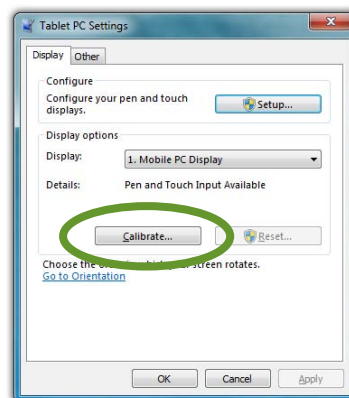 Tablet PC Settings
Display Other
Configure
Configure your pen and touch
displays.
Setup...
Display options
Display: 1. Mobile PC Display
Details: Pen and Touch Input Available
Calibrate... Reset...
Choose the screen rotates.
Go to Orientation
OK Cancel Apply